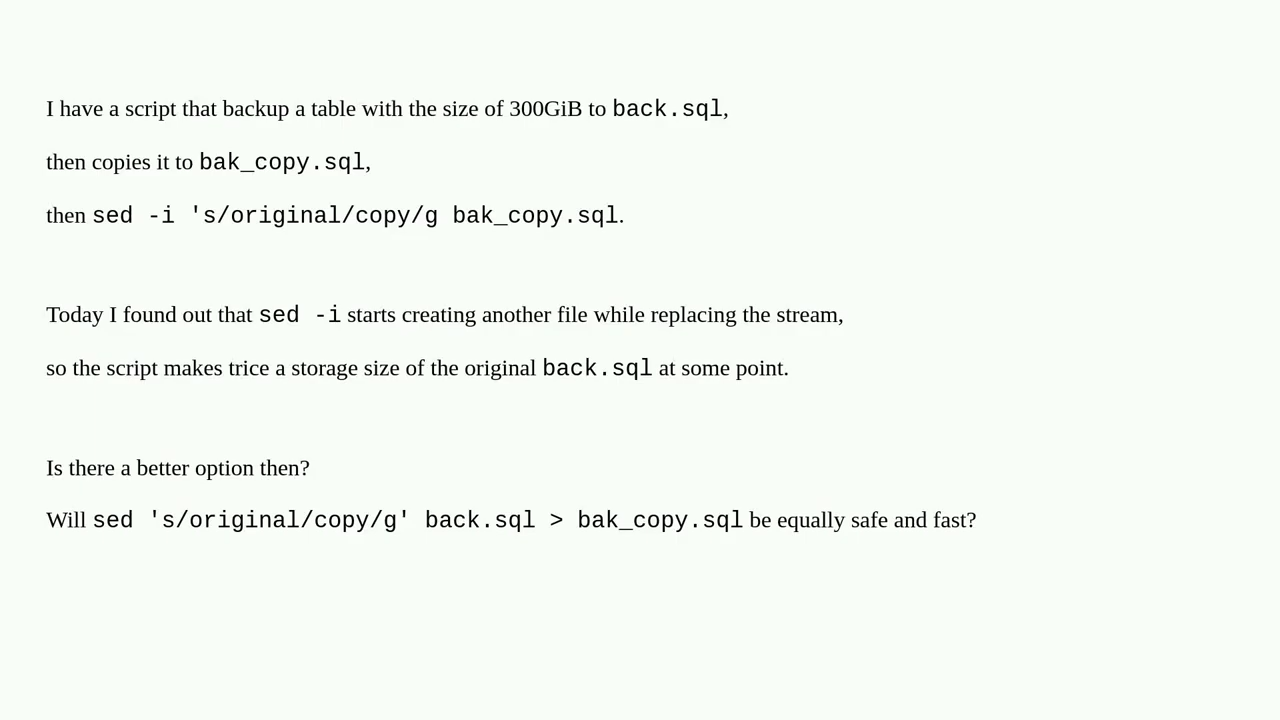 I have a script that backup a table with the size of 300GiB to back.sql,
then copies it to bak_copy.sql,
then sed -i 's/original/copy/g bak_copy.sql.
Today I found out that sed -i starts creating another file while replacing the stream,
so the script makes trice a storage size of the original back.sql at some point.
Is there a better option then?
Will sed 's/original/copy/g' back.sql > bak_copy.sql be equally safe and fast?